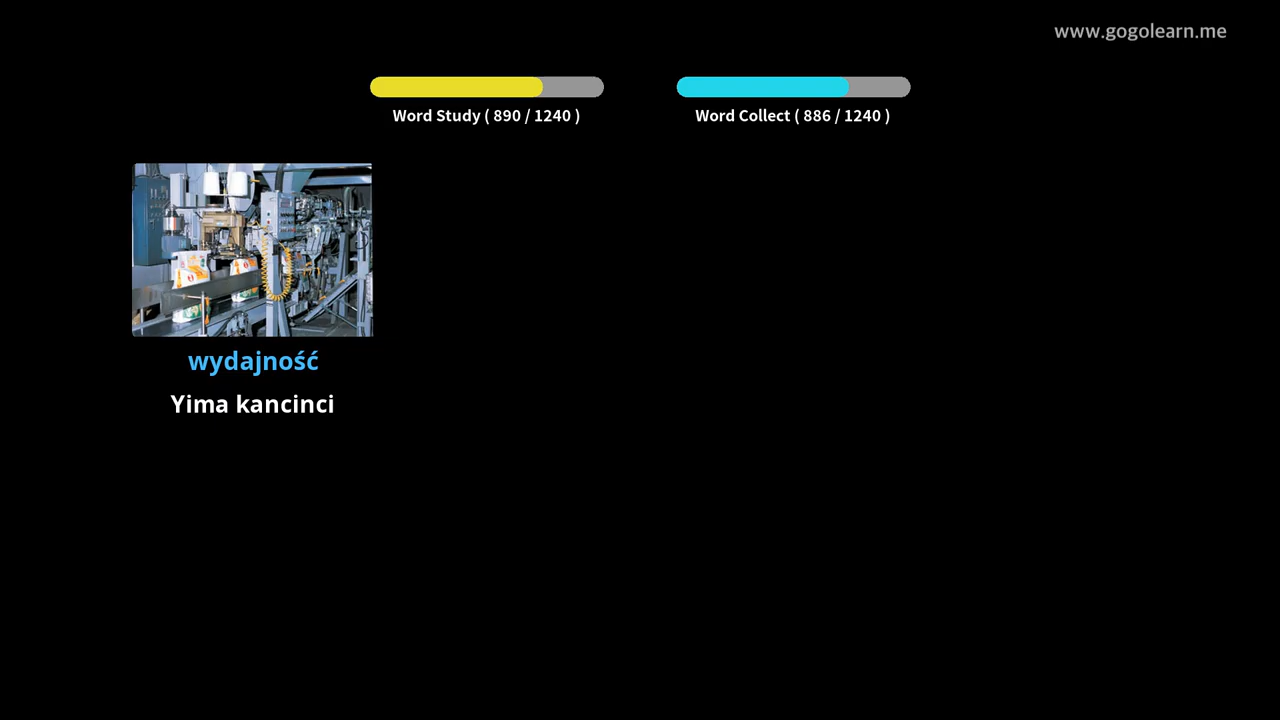 www.gogolearn.me
Word Study ( 890 / 1240 )
Word Collect ( 886 / 1240 )
wydajność
Yima kancinci